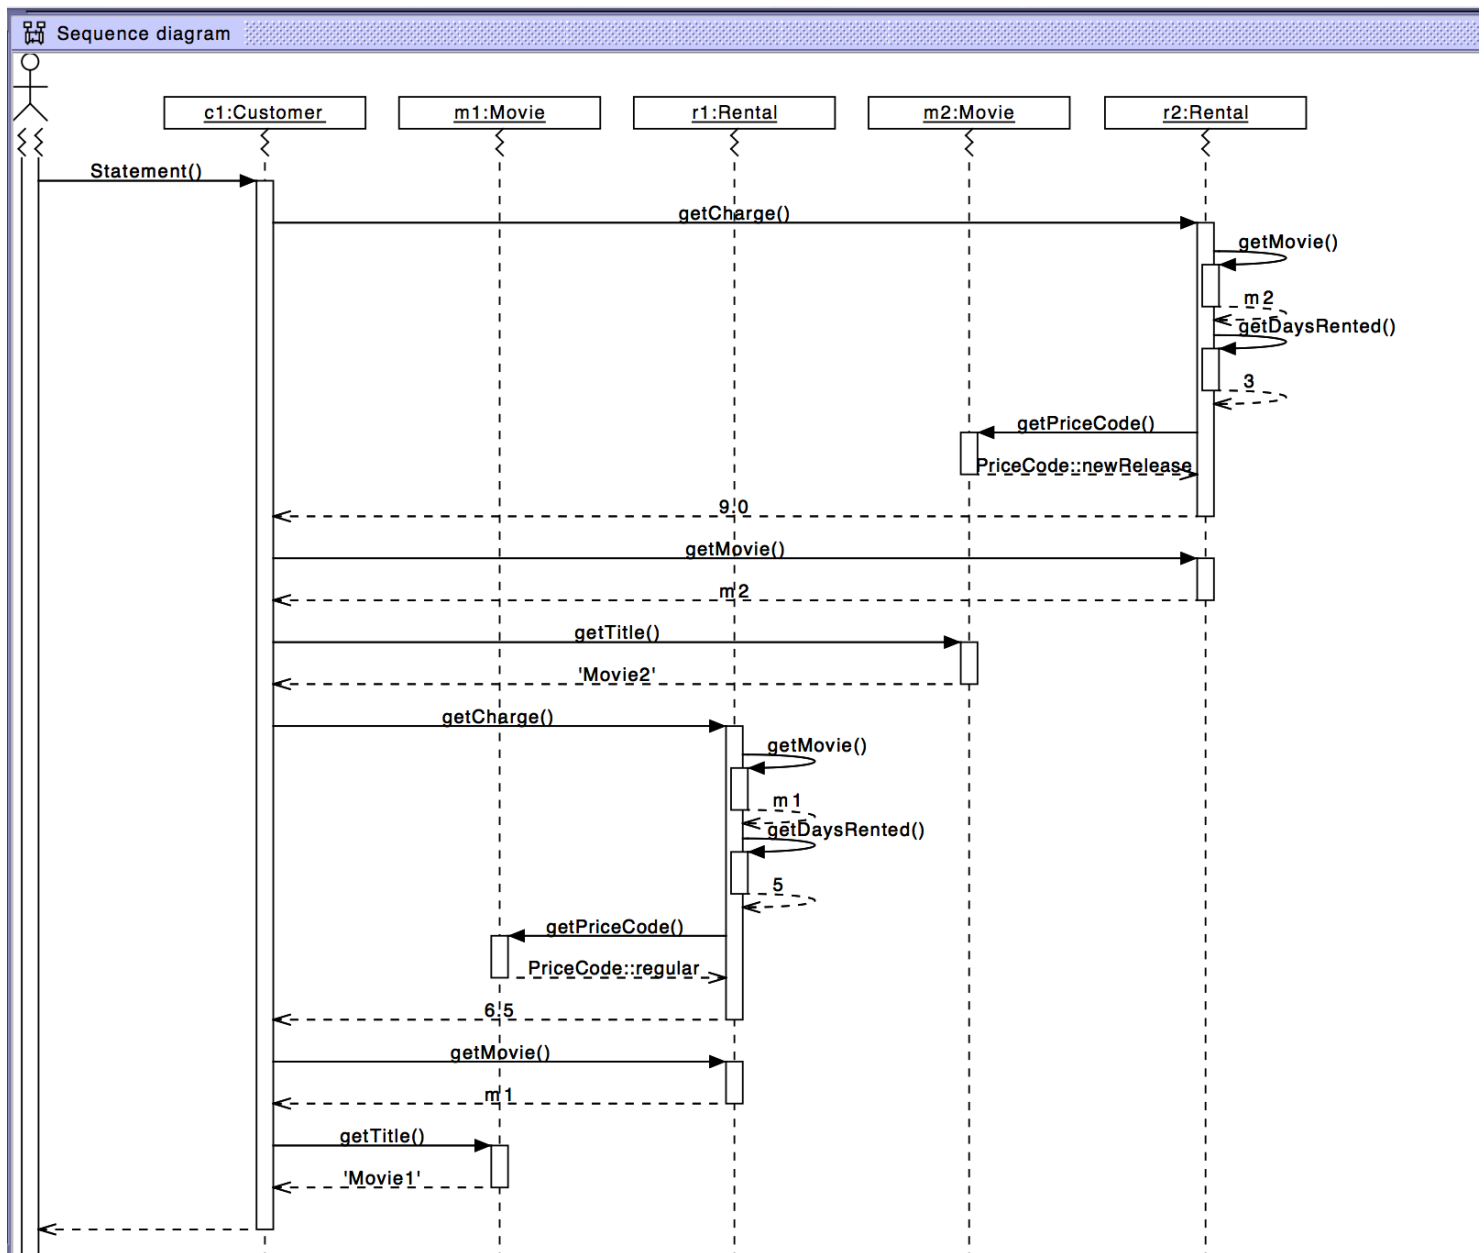 Sequence diagram
c1:Customer
m1:Movie
r1:Rental
m2:Movie
r2:Rental
Statement()
getCharge()
getMovie()
m2
getDaysRented()
3
getPriceCode()
PriceCode::newRelease
9.0
getMovie()
m2
getTitle()
'Movie2'
getCharge()
getMovie()
m1
getDaysRented()
5
getPriceCode()
PriceCode::regular
6.5
getMovie()
m1
getTitle()
'Movie1'